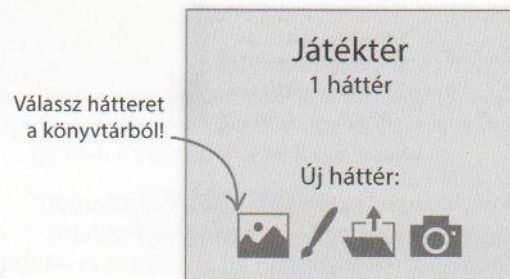 Játéktér
1 háttér
Válassz hátteret
a könyvtárból!
Új háttér: